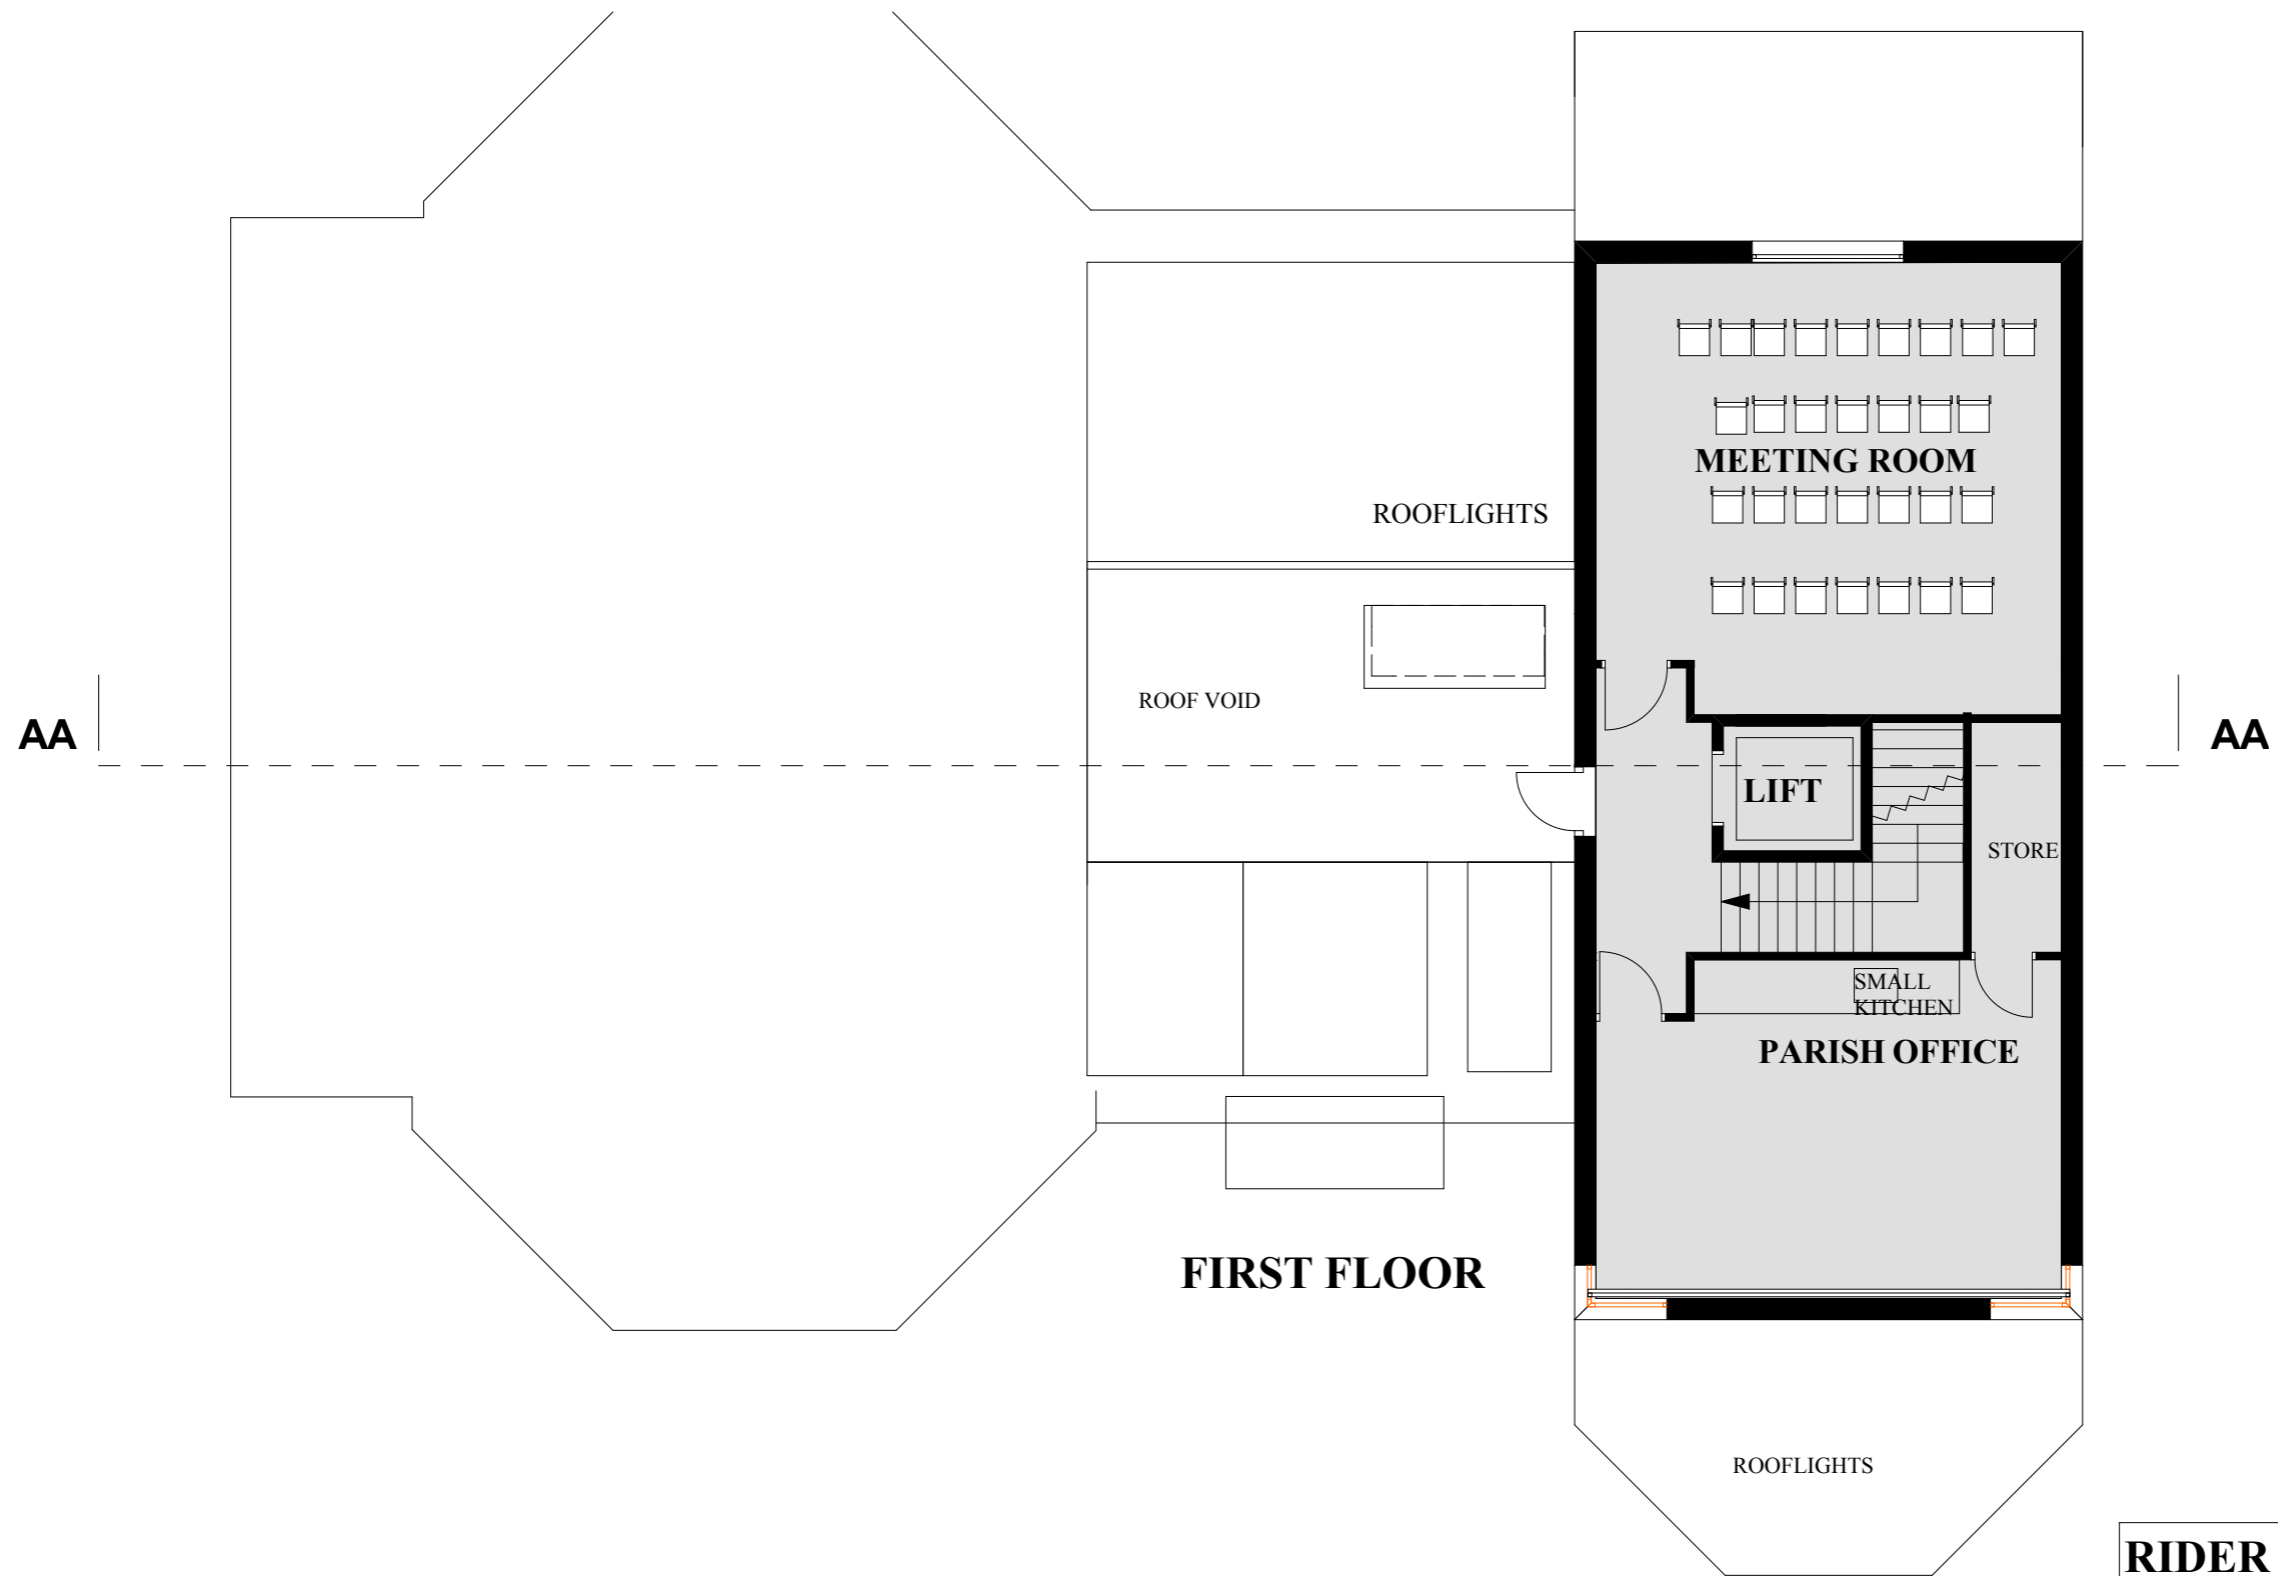 MEETING ROOM
ROOFLIGHTS
ROOF VOID
AA
AA
LIFT
STORE
SMALL
KITCHEN
PARISH OFFICE
FIRST FLOOR
ROOFLIGHTS
RIDER